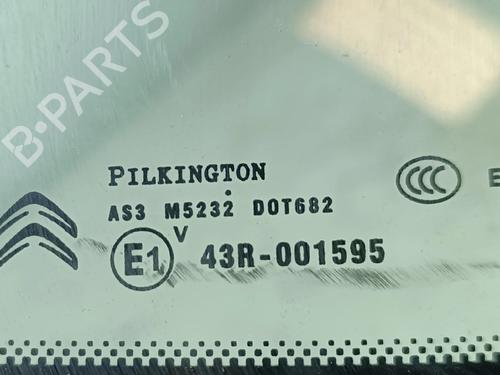 B-PARTS
PILKINGTON
AS3 M5232 DOT682
V
E1 43R-001595
CCC
E